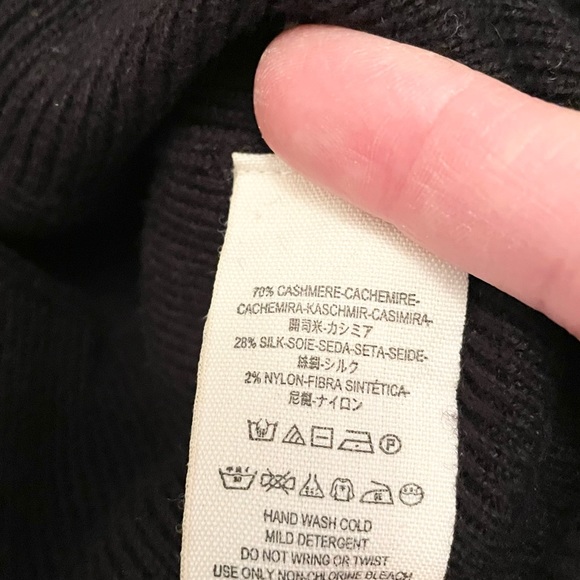 70% CASHMERE-CACHEMIRE-
CACHEMIRA-KASCHMIR-CASIMIRA-
開司米-カシミア
28% SILK-SOIE-SEDA-SETA-SEIDE-
絲綢-シルク
2% NYLON-FIBRA SINTÉTICA-
尼龍-ナイロン
P
HAND WASH COLD
MILD DETERGENT
DO NOT WRING OR TWIST
USE ONLY NON-CHLORINE BLEACH